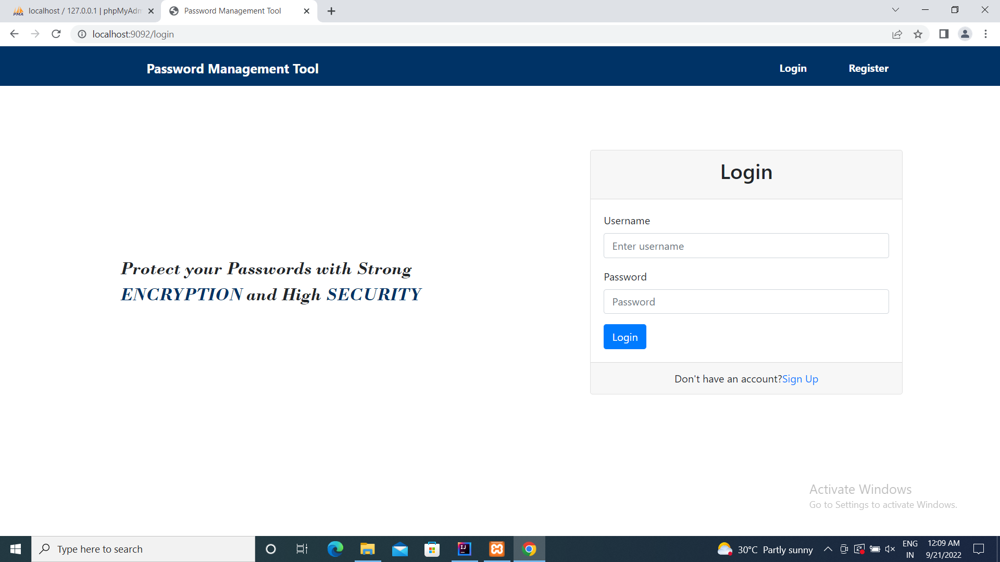 localhost / 127.0.0.1 | phpMyAdm
Password Management Tool
localhost:9092/login
Password Management Tool
Login
Register
Login
Username
Enter username
Protect your Passwords with Strong
ENCRYPTION and High SECURITY
Password
Password
Login
Don't have an account?Sign Up
Activate Windows
Go to Settings to activate Windows.
Type here to search
30°C Partly sunny
ENG
IN
12:09 AM
9/21/2022